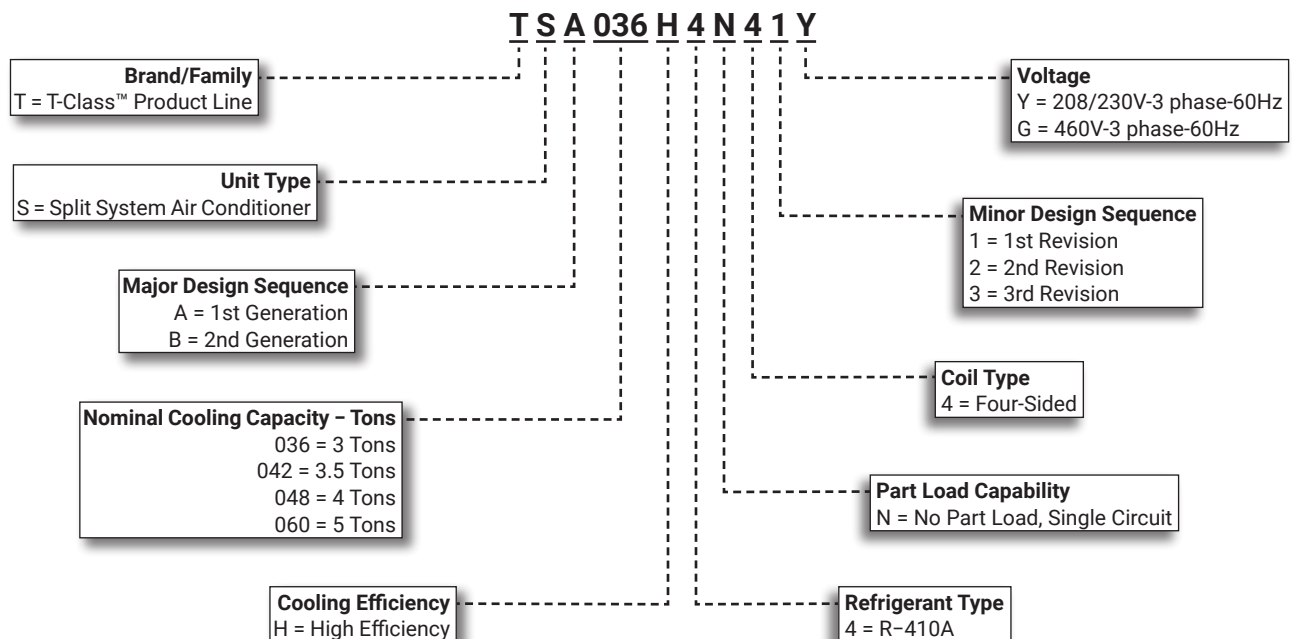 T S A 036 H 4 N 4 1 Y
Brand/Family
T = T-Class™ Product Line
Unit Type
S = Split System Air Conditioner
Major Design Sequence
A = 1st Generation
B = 2nd Generation
Nominal Cooling Capacity – Tons
036 = 3 Tons
042 = 3.5 Tons
048 = 4 Tons
060 = 5 Tons
Cooling Efficiency
H = High Efficiency
Voltage
Y = 208/230V-3 phase-60Hz
G = 460V-3 phase-60Hz
Minor Design Sequence
1 = 1st Revision
2 = 2nd Revision
3 = 3rd Revision
Coil Type
4 = Four-Sided
Part Load Capability
N = No Part Load, Single Circuit
Refrigerant Type
4 = R−410A